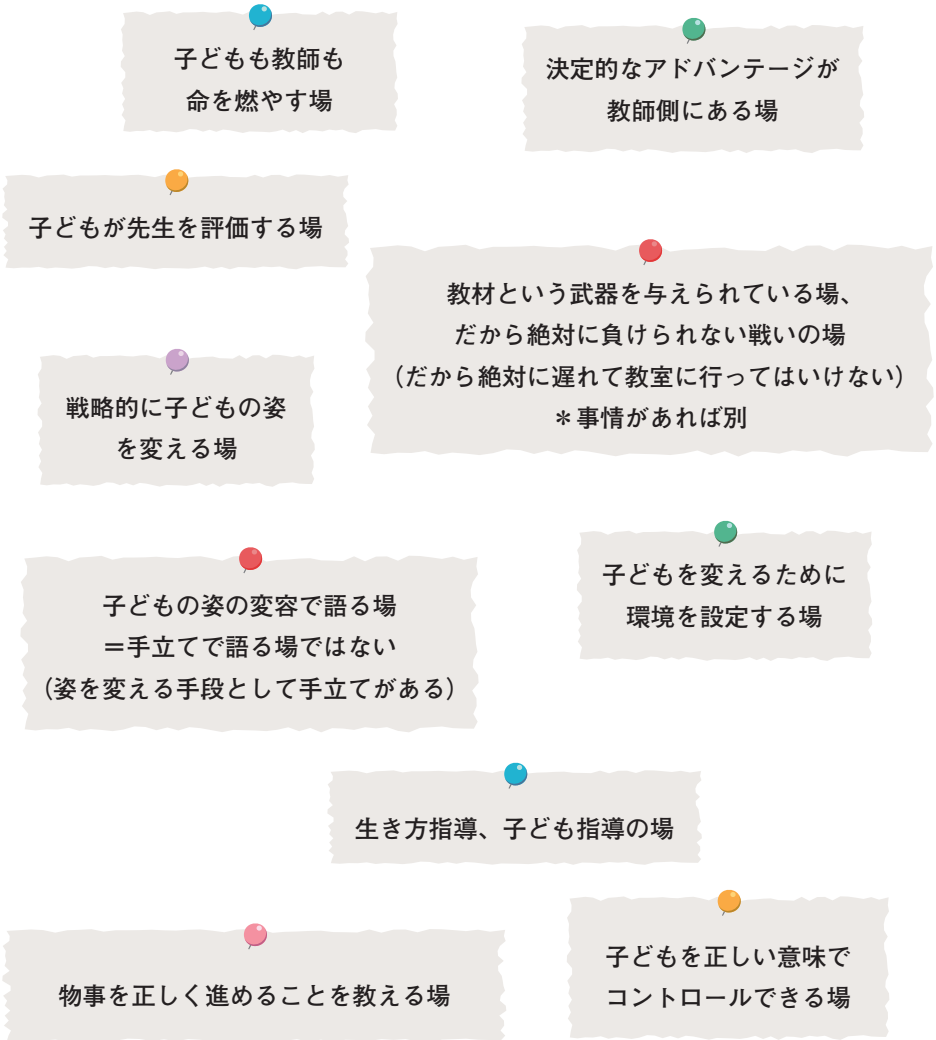 子どもも教師も
命を燃やす場
決定的なアドバンテージが
教師側にある場
子どもが先生を評価する場
教材という武器を与えられている場、
だから絶対に負けられない戦いの場
（だから絶対に遅れて教室に行ってはいけない）
＊事情があれば別
戦略的に子どもの姿
を変える場
子どもの姿の変容で語る場
＝手立てで語る場ではない
（姿を変える手段として手立てがある）
子どもを変えるために
環境を設定する場
生き方指導、子ども指導の場
物事を正しく進めることを教える場
子どもを正しい意味で
コントロールできる場